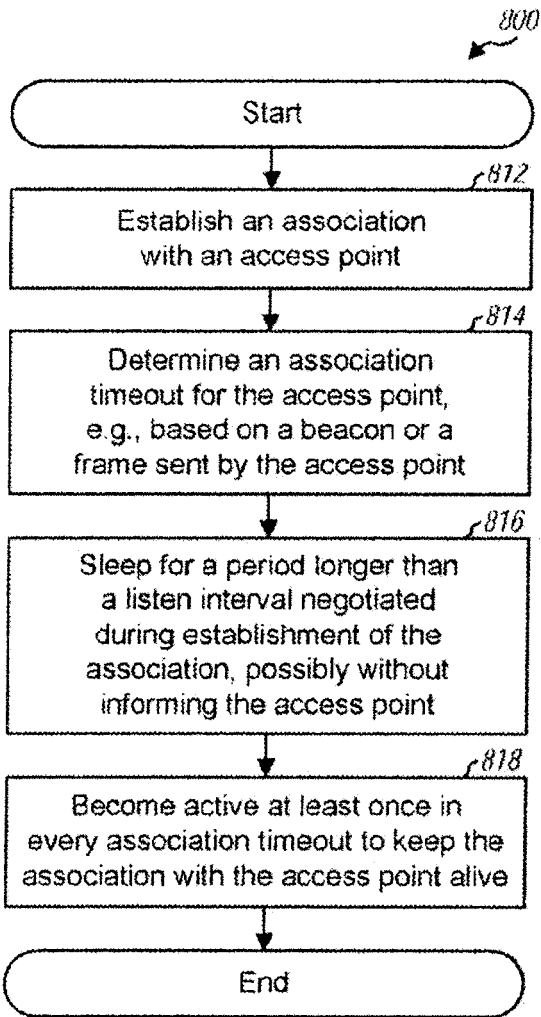 800
Start
812
Establish an association
with an access point
814
Determine an association
timeout for the access point,
e.g., based on a beacon or a
frame sent by the access point
816
Sleep for a period longer than
a listen interval negotiated
during establishment of the
association, possibly without
informing the access point
818
Become active at least once in
every association timeout to keep the
association with the access point alive
End